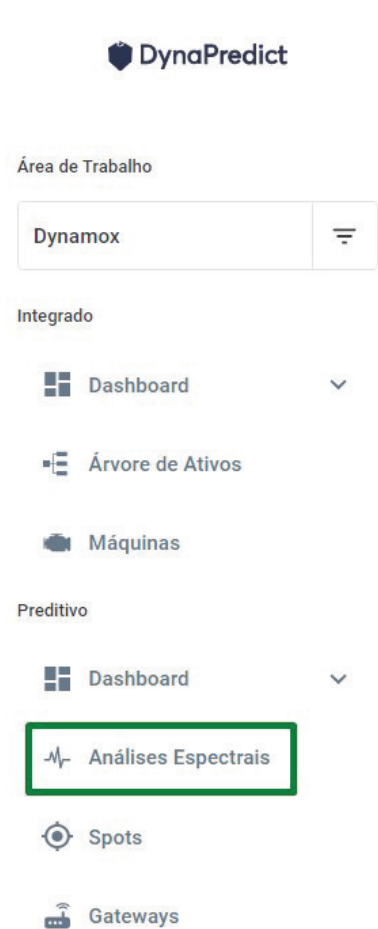 DynaPredict
Área de Trabalho
Dynamox
Integrado
Dashboard
Árvore de Ativos
Máquinas
Preditivo
Dashboard
Análises Espectrais
Spots
Gateways